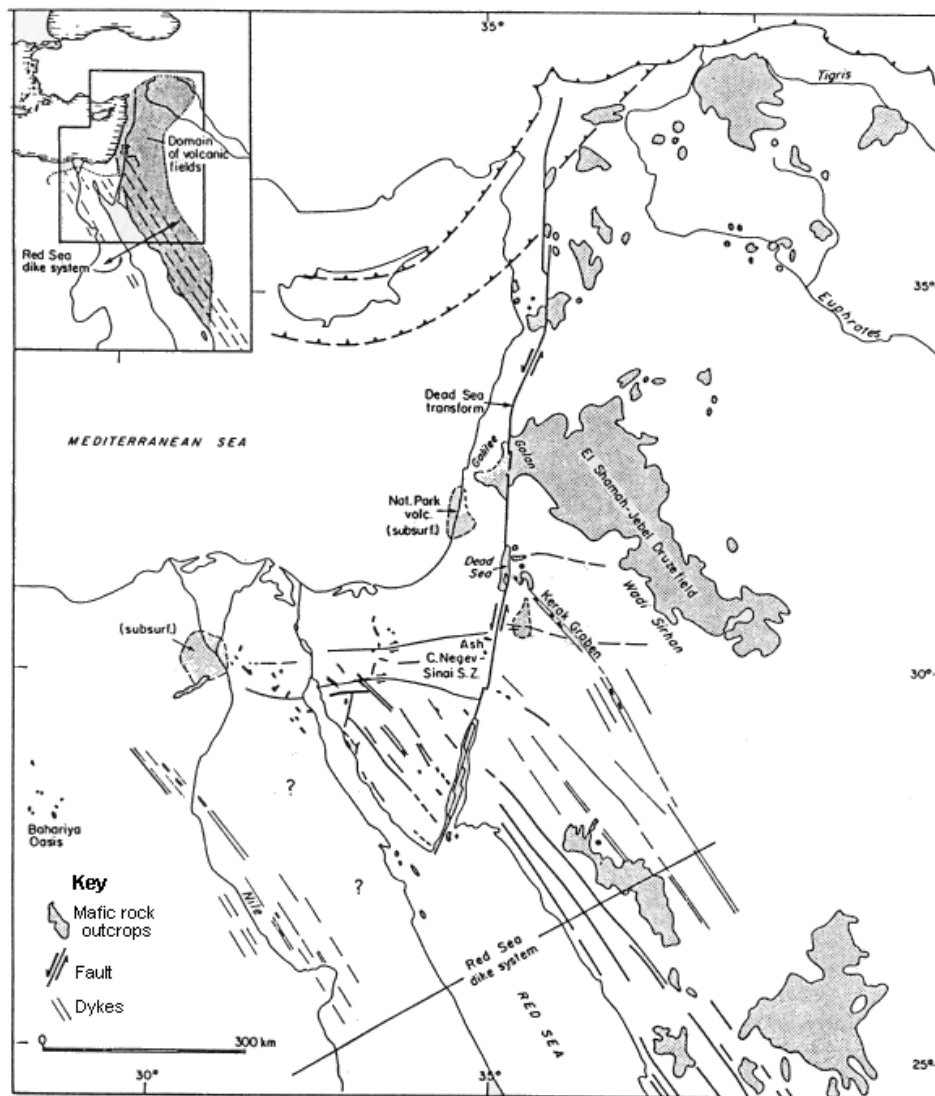 35°
Domain
of volcanic
fields
Red Sea
dike system
Tigris
35°
Euphrates
Dead Sea
transform
MEDITERRANEAN SEA
Galilee
Golan
El Shamah-Jebel Druzefield
Nat. Park
volc.
(subsurf.)
Dead
Sea
Wadi Sirhan
Kerak Graben
(subsurf.)
Ash
C. Negev-
Sinai S.Z.
30°
?
Bahariya
Oasis
?
Key
Mafic rock
outcrops
Nile
Fault
Red Sea
dike system
Dykes
RED SEA
0
300 km
25°
30°
35°